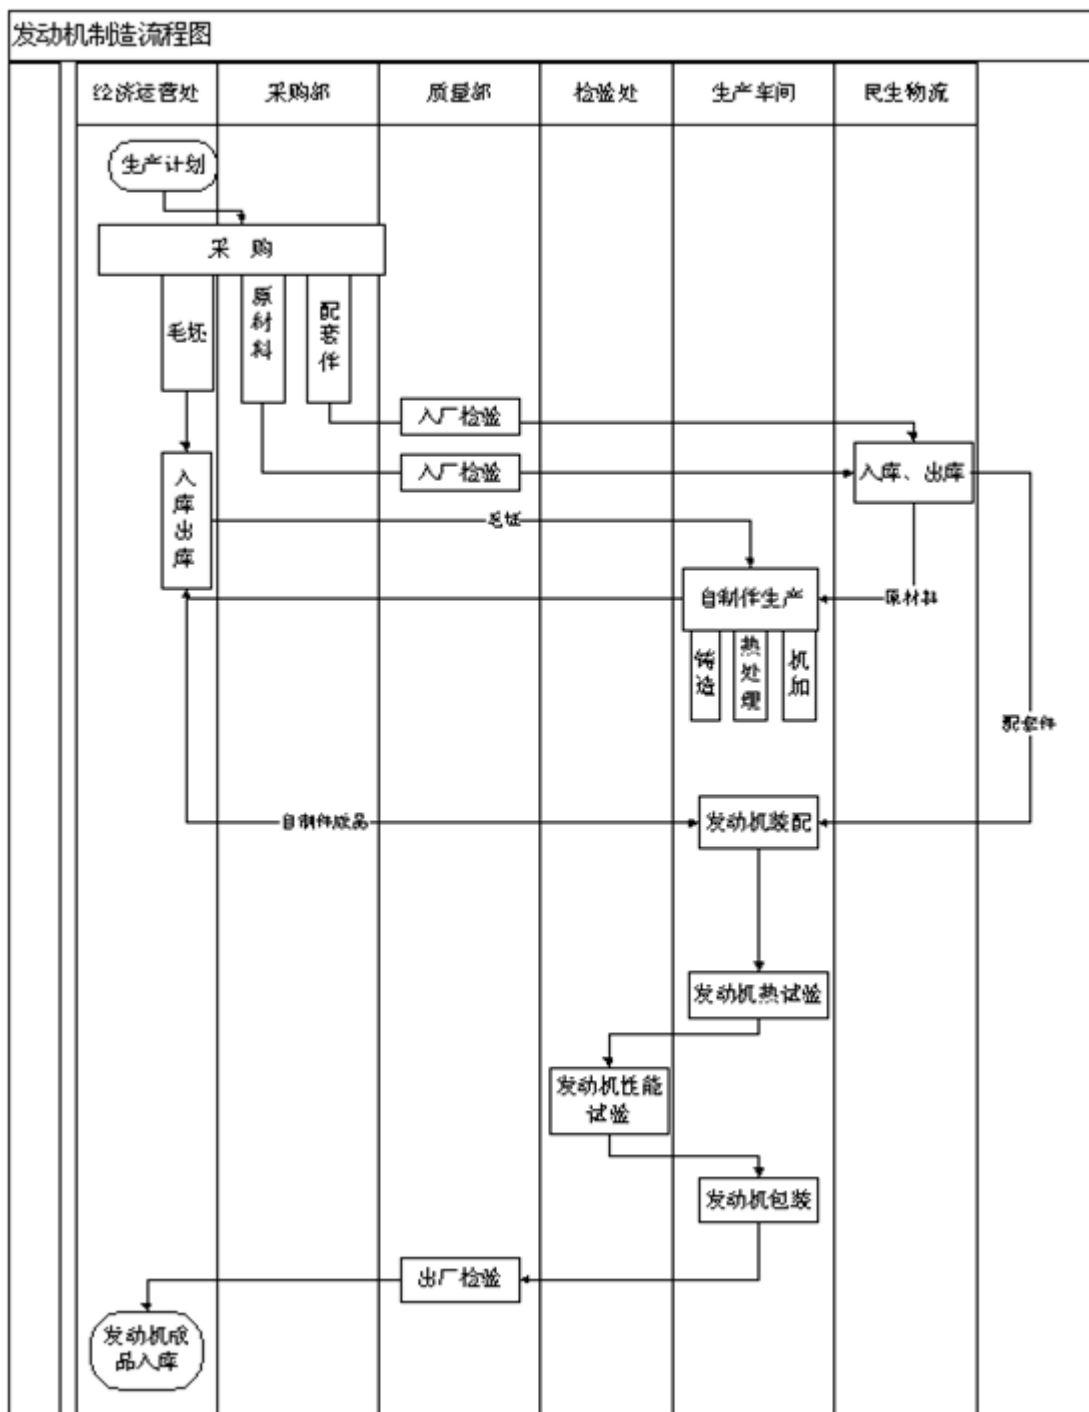 发动机制造流程图
经济运营处
采购部
质量部
检验处
生产车间
民生物流
生产计划
采 购
毛坯
原材料
配套件
入厂检验
入厂检验
入库、出库
入库出库
毛坯
自制作生产
原材料
铸造
热处理
机加
配套件
自制件成品
发动机装配
发动机热试验
发动机性能
试验
发动机包装
出厂检验
发动机成
品入库